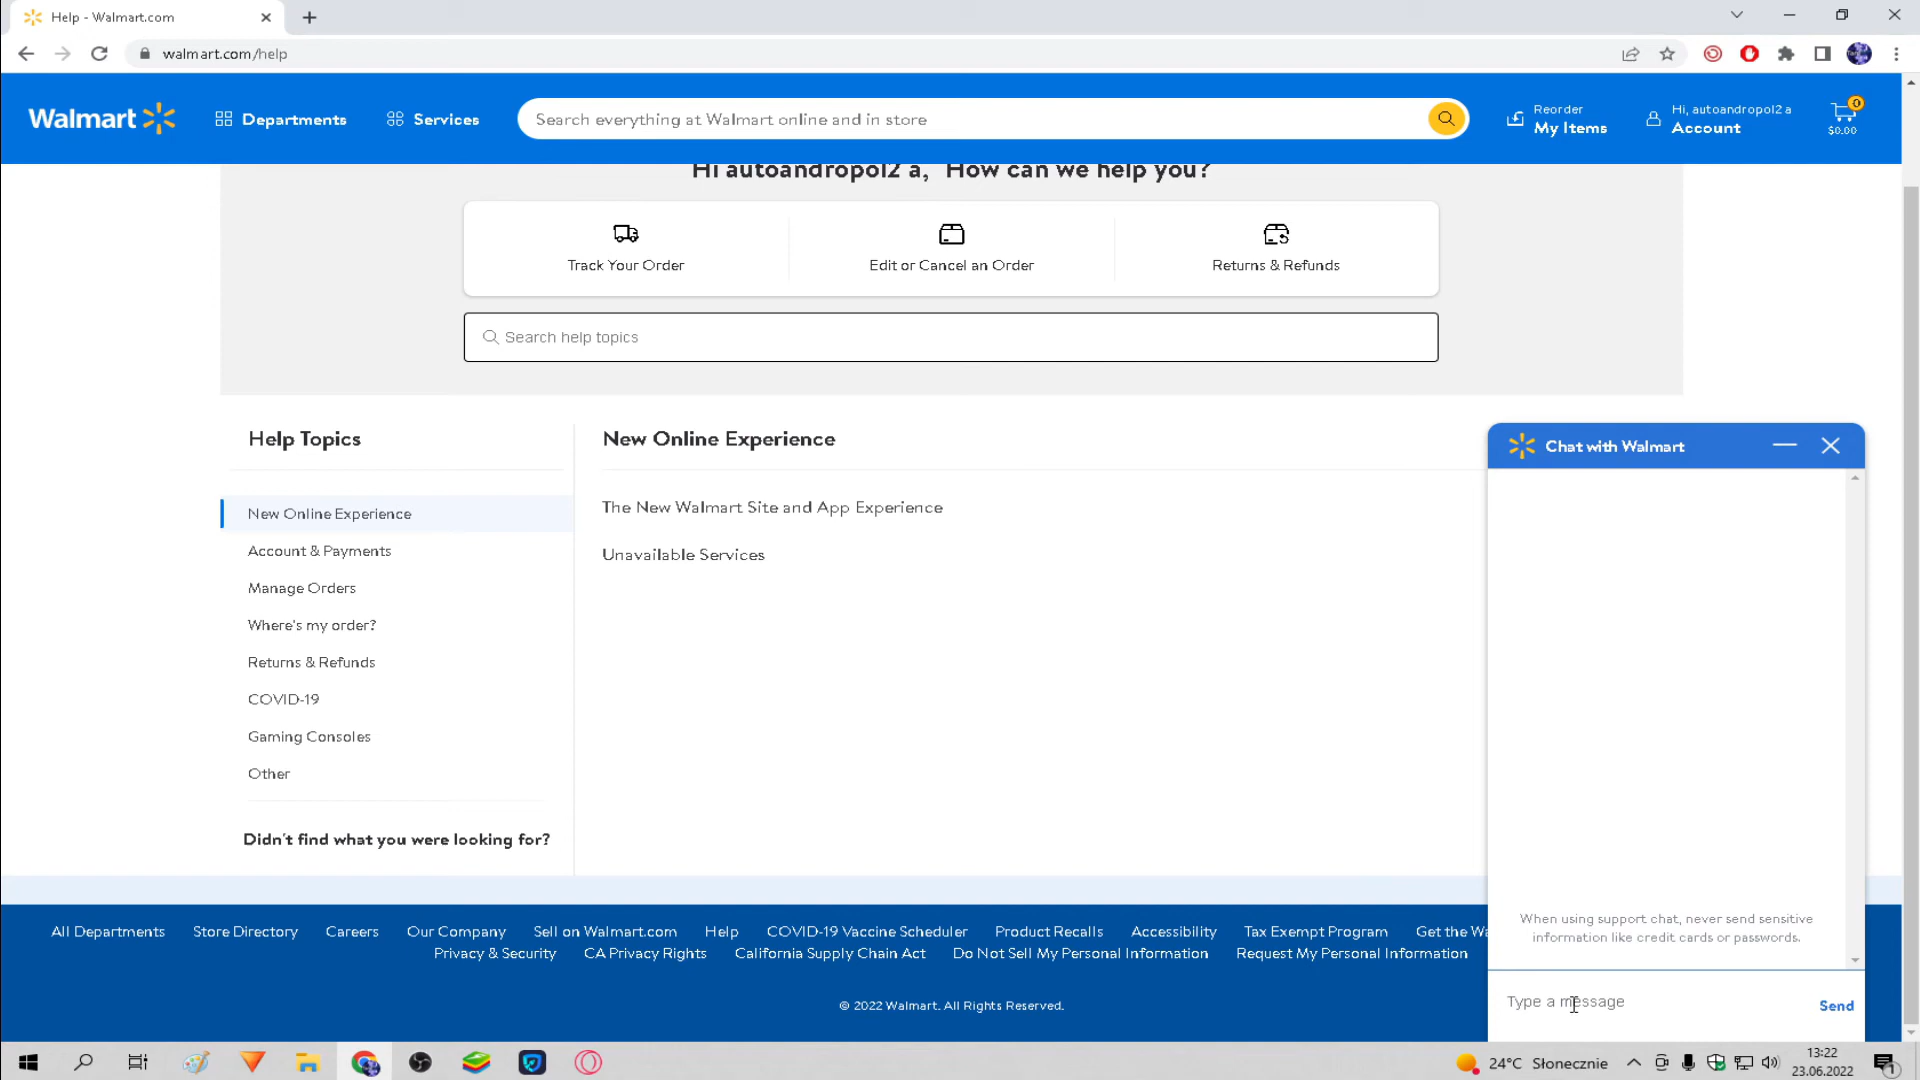 Help - Walmart.com
walmart.com/help
Walmart
Departments
Services
Search everything at Walmart online and in store
Reorder
My Items
Hi, autoandropol2 a
Account
0
$0.00
Hi autoandropol2 a, How can we help you?
Track Your Order
Edit or Cancel an Order
Returns & Refunds
Search help topics
Help Topics
New Online Experience
Account & Payments
Manage Orders
Where's my order?
Returns & Refunds
COVID-19
Gaming Consoles
Other
Didn't find what you were looking for?
New Online Experience
The New Walmart Site and App Experience
Unavailable Services
Chat with Walmart
When using support chat, never send sensitive
information like credit cards or passwords.
Type a message
Send
All Departments
Store Directory
Careers
Our Company
Sell on Walmart.com
Help
COVID-19 Vaccine Scheduler
Product Recalls
Accessibility
Tax Exempt Program
Get the Wa
Privacy & Security
CA Privacy Rights
California Supply Chain Act
Do Not Sell My Personal Information
Request My Personal Information
© 2022 Walmart. All Rights Reserved.
24°C Słonecznie
13:22
23.06.2022
1